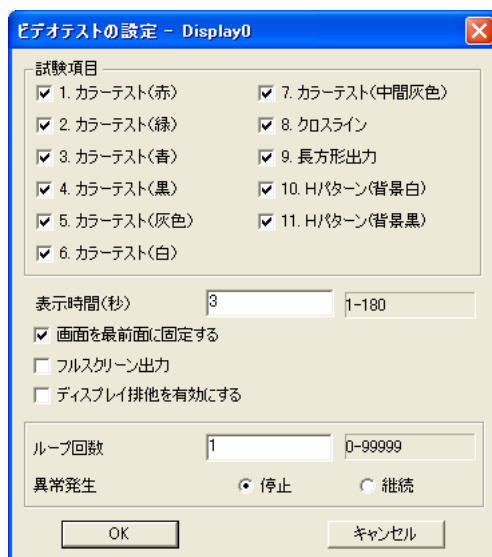 ビデオテストの設定 - Display0
試験項目
1. カラーテスト(赤)
2. カラーテスト(緑)
3. カラーテスト(青)
4. カラーテスト(黒)
5. カラーテスト(灰色)
6. カラーテスト(白)
7. カラーテスト(中間灰色)
8. クロスライン
9. 長方形出力
10. Hパターン(背景白)
11. Hパターン(背景黒)
表示時間(秒) 3 1-180
画面を最前面に固定する
フルスクリーン出力
ディスプレイ排他を有効にする
ループ回数 1 0-99999
異常発生 停止 継続
OK キャンセル